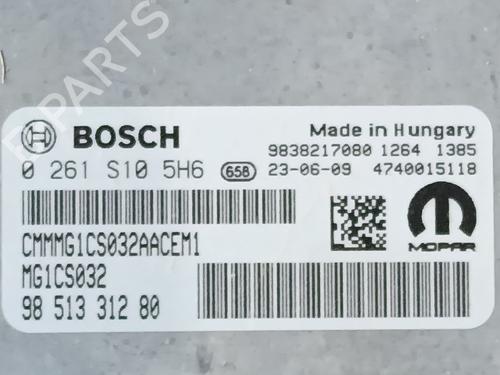 PARTS
BOSCH
Made in Hungary
0 261 S10 5H6 658
9838217080 1264 1385
23-06-09 4740015118
CMMMG1CS032AACEM1
MG1CS032
98 513 312 80
MOPAR